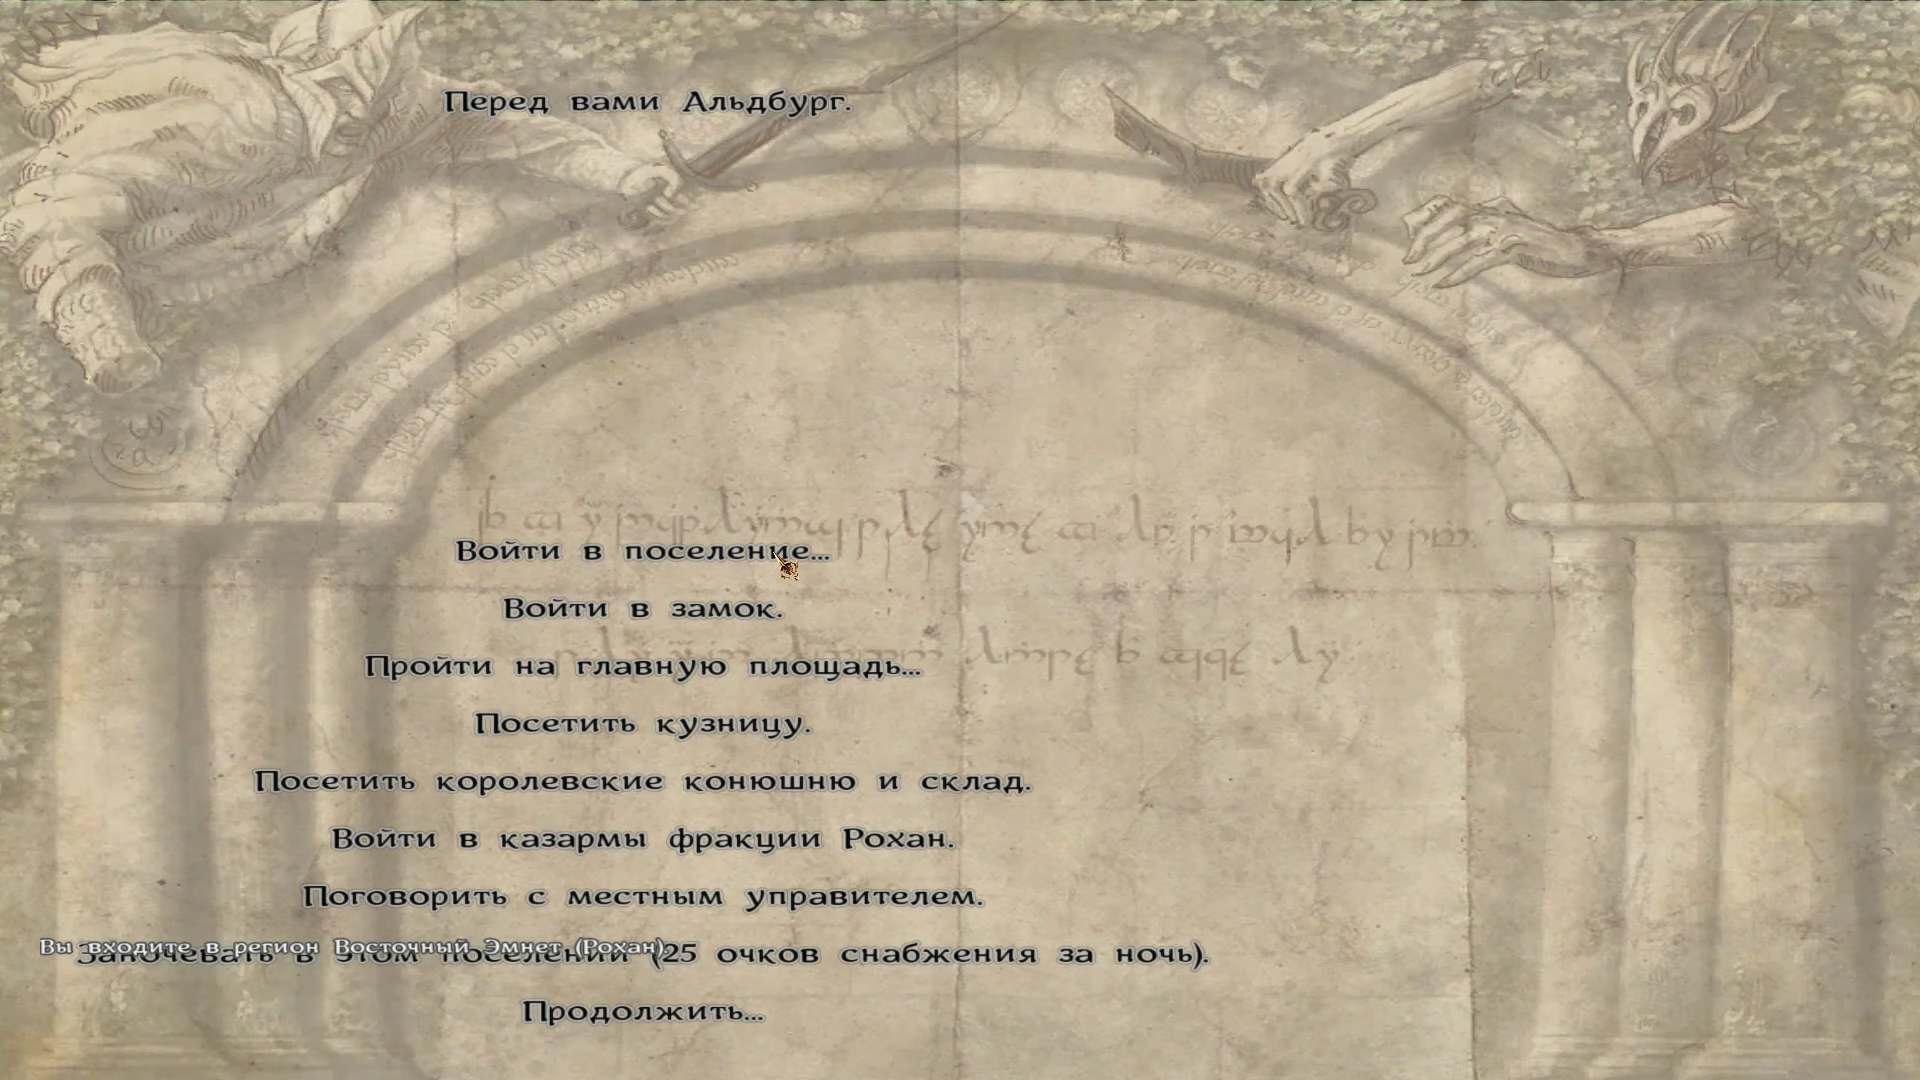 Перед вами Альдбург.
Войти в поселение...
Войти в замок.
Пройти на главную площадь...
Посетить кузницу.
Посетить королевские конюшню и склад.
Войти в казармы фракции Рохан.
Поговорить с местным управителем.
Вы входите в регион Восточный Эмнет (Рохан)
Заночевать в этом поселении (25 очков снабжения за ночь).
Продолжить...